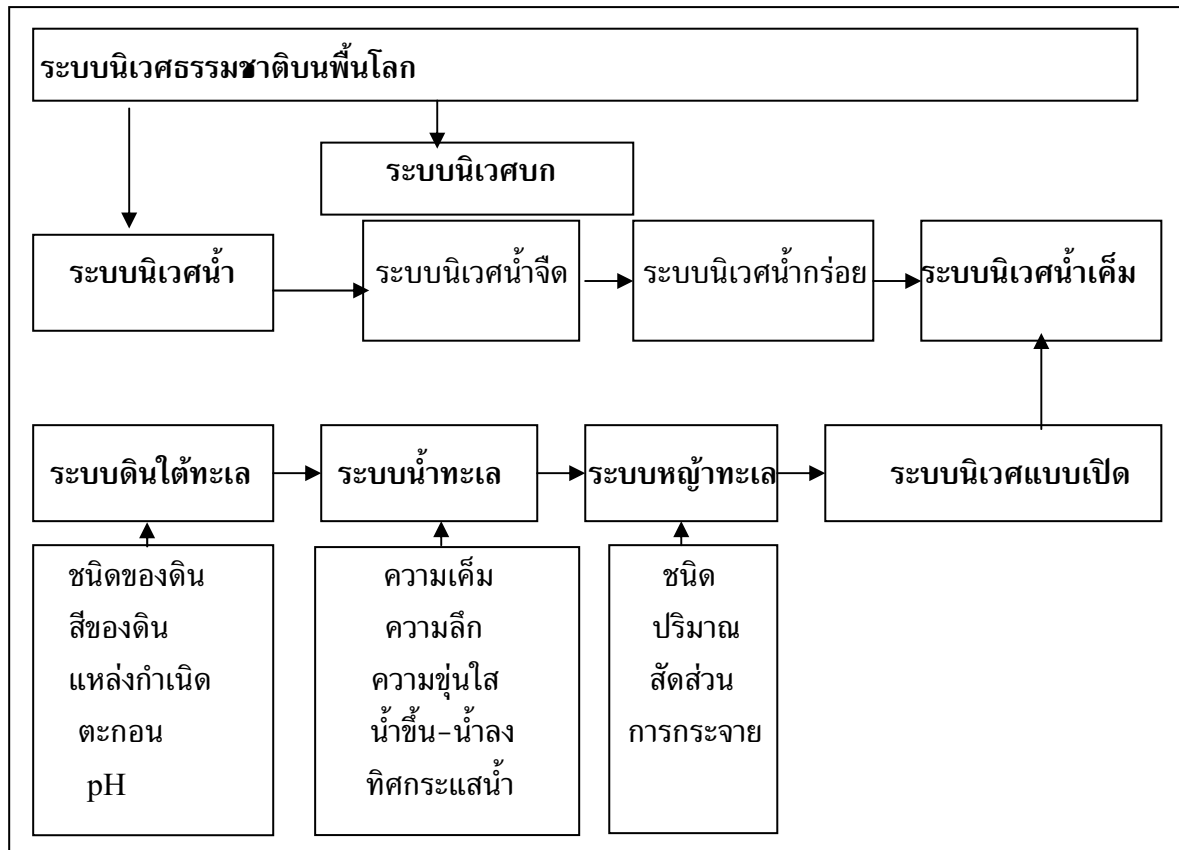 ระบบนิเวศธรรมชาติบนพื้นโลก
ระบบนิเวศบก
ระบบนิเวศน้ำ
ระบบนิเวศน้ำจืด
ระบบนิเวศน้ำกร่อย
ระบบนิเวศน้ำเค็ม
ระบบดินใต้ทะเล
ระบบน้ำทะเล
ระบบหญ้าทะเล
ระบบนิเวศแบบเปิด
ชนิดของดิน
สีของดิน
แหล่งกำเนิด
ตะกอน
pH
ความเค็ม
ความลึก
ความขุ่นใส
น้ำขึ้น-น้ำลง
ทิศกระแสน้ำ
ชนิด
ปริมาณ
สัดส่วน
การกระจาย